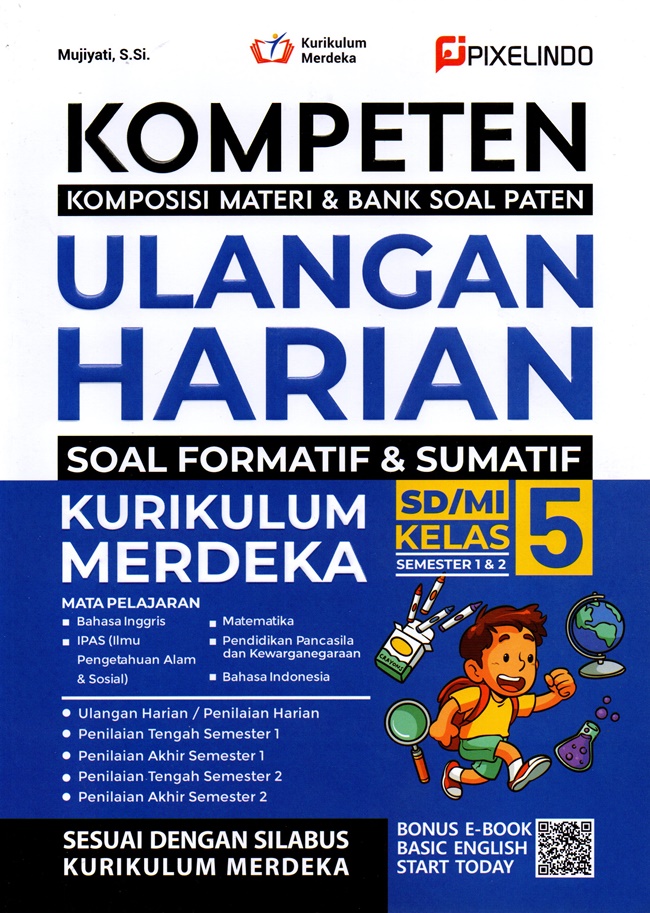 Mujiyati, S.Si.
Kurikulum
Merdeka
PIXELINDO
KOMPETEN
KOMPOSISI MATERI & BANK SOAL PATEN
ULANGAN
HARIAN
SOAL FORMATIF & SUMATIF
KURIKULUM
MERDEKA
SD/MI
KELAS
5
SEMESTER 1 & 2
MATA PELAJARAN
Bahasa Inggris
IPAS (Ilmu
Pengetahuan Alam
& Sosial)
Matematika
Pendidikan Pancasila
dan Kewarganegaraan
Bahasa Indonesia
Ulangan Harian / Penilaian Harian
Penilaian Tengah Semester 1
Penilaian Akhir Semester 1
Penilaian Tengah Semester 2
Penilaian Akhir Semester 2
CRAYONS
SESUAI DENGAN SILABUS
KURIKULUM MERDEKA
BONUS E-BOOK
BASIC ENGLISH
START TODAY